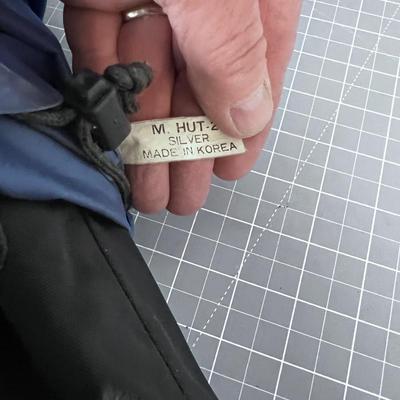 M. HUT-2
SILVER
MADE IN KOREA